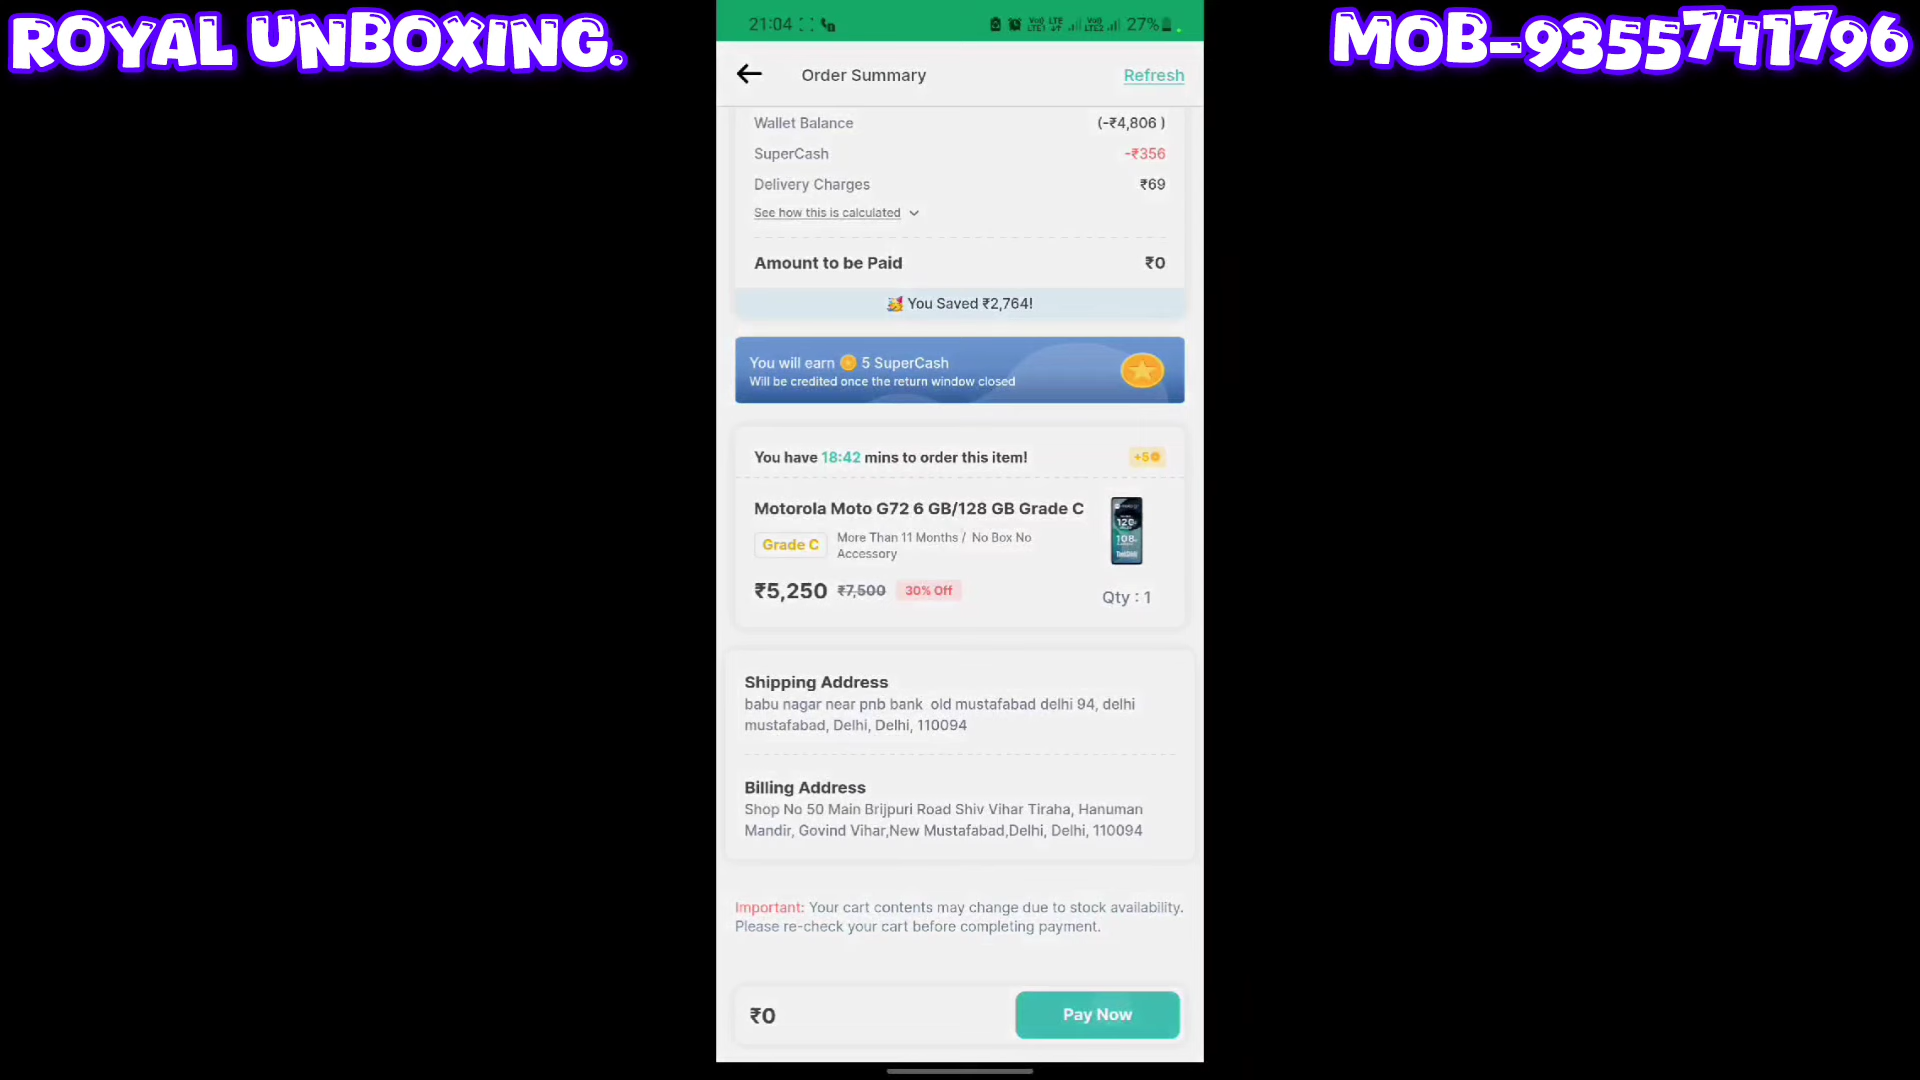 ROYAL UNBOXING.
MOB-9355741796
21:04
27%
Order Summary
Refresh
Wallet Balance
(-₹4,806 )
SuperCash
-₹356
Delivery Charges
₹69
See how this is calculated
Amount to be Paid
₹0
You Saved ₹2,764!
You will earn 5 SuperCash
Will be credited once the return window closed
You have 18:42 mins to order this item!
+5
Motorola Moto G72 6 GB/128 GB Grade C
Grade C
More Than 11 Months / No Box No
Accessory
₹5,250 ₹7,500 30% Off
Qty : 1
Shipping Address
babu nagar near pnb bank old mustafabad delhi 94, delhi
mustafabad, Delhi, Delhi, 110094
Billing Address
Shop No 50 Main Brijpuri Road Shiv Vihar Tiraha, Hanuman
Mandir, Govind Vihar,New Mustafabad,Delhi, Delhi, 110094
Important: Your cart contents may change due to stock availability.
Please re-check your cart before completing payment.
₹0
Pay Now